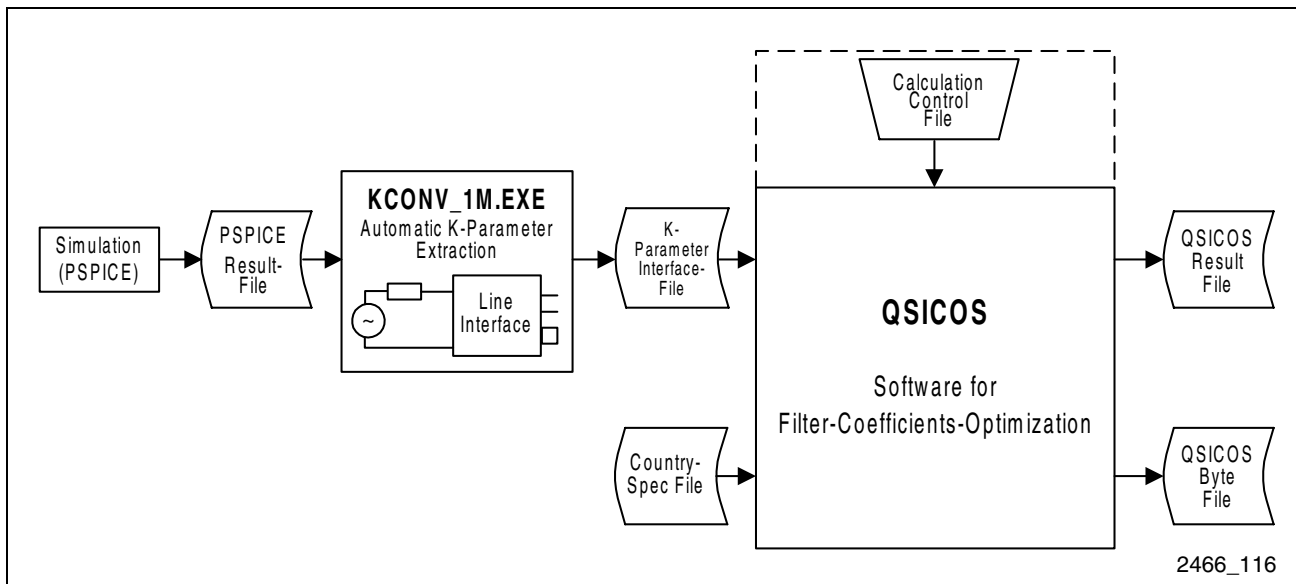 Calculation
Control
File
KCONV_1M.EXE
Automatic K-Parameter
Extraction
Line
Interface
~
Simulation
(PSPICE)
PSPICE
Result-
File
K-
Parameter
Interface-
File
QSICOS
Software for
Filter-Coefficients-Optimization
QSICOS
Result
File
Country-
Spec File
QSICOS
Byte
File
2466_116